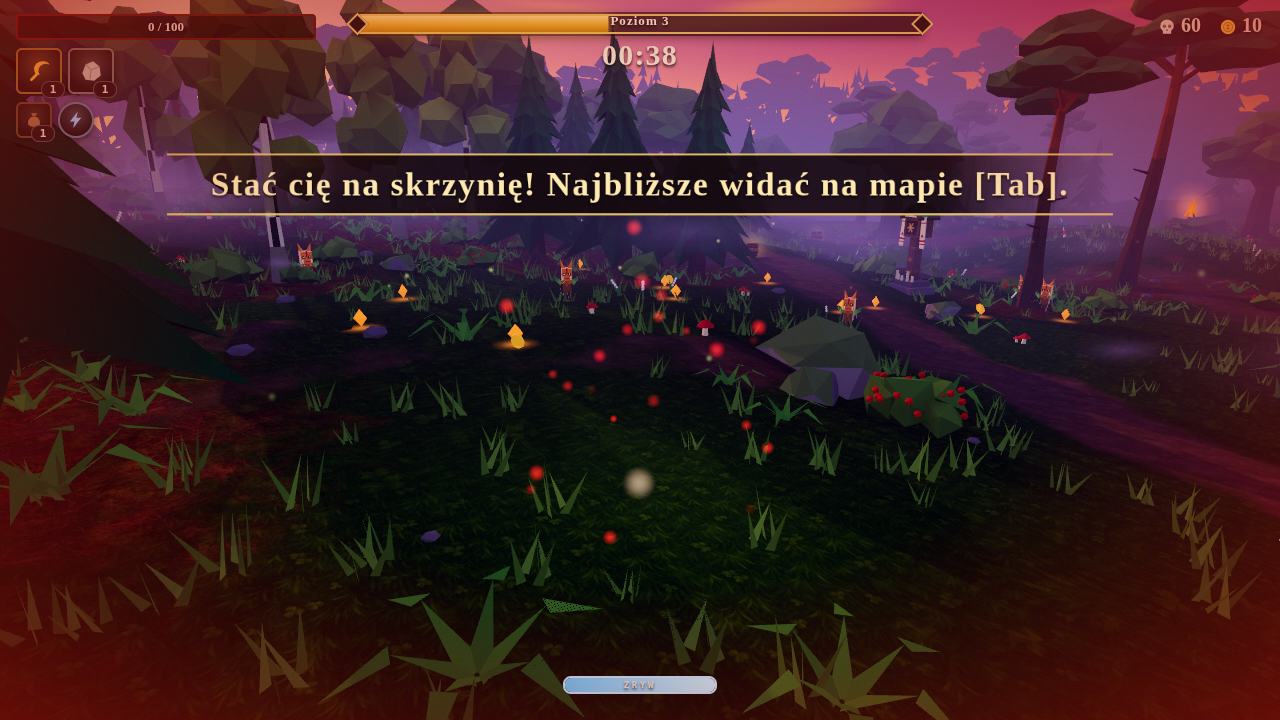 0 / 100
Poziom 3
60
10
00:38
1
1
1
Stać cię na skrzynię! Najbliższe widać na mapie [Tab].
ZRYW